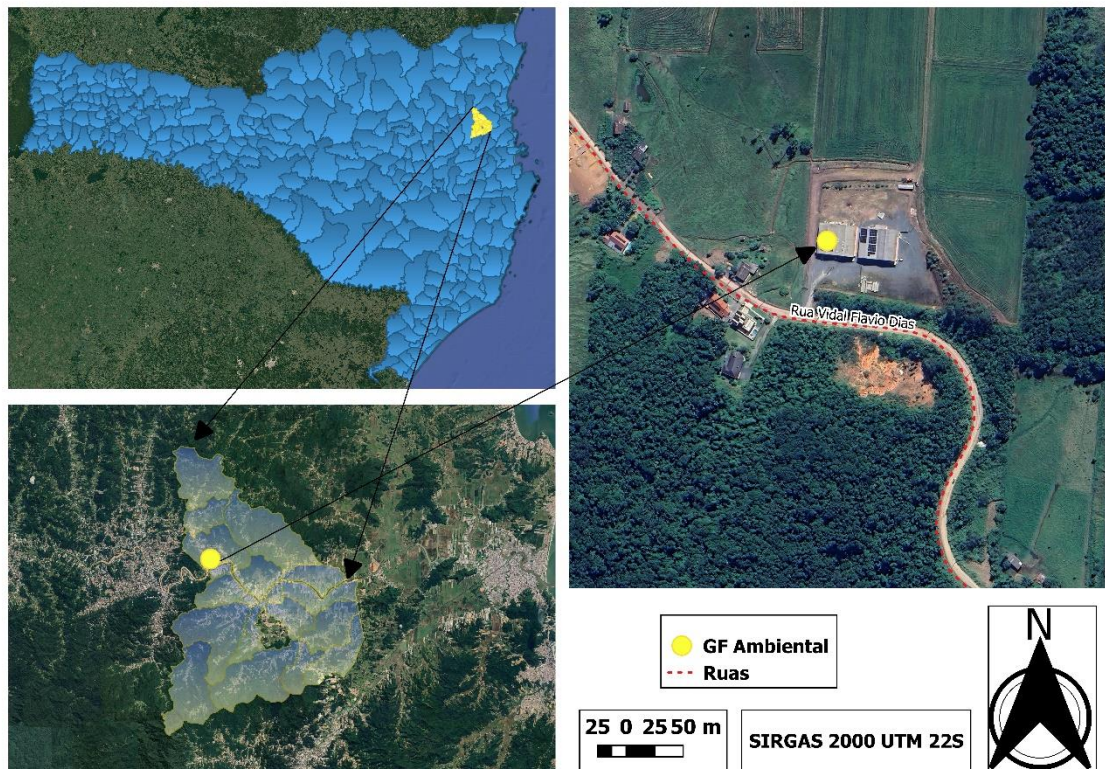 Rua Vidal Flavio Dias
GF Ambiental
Ruas
25 0 25 50 m
SIRGAS 2000 UTM 22S
N